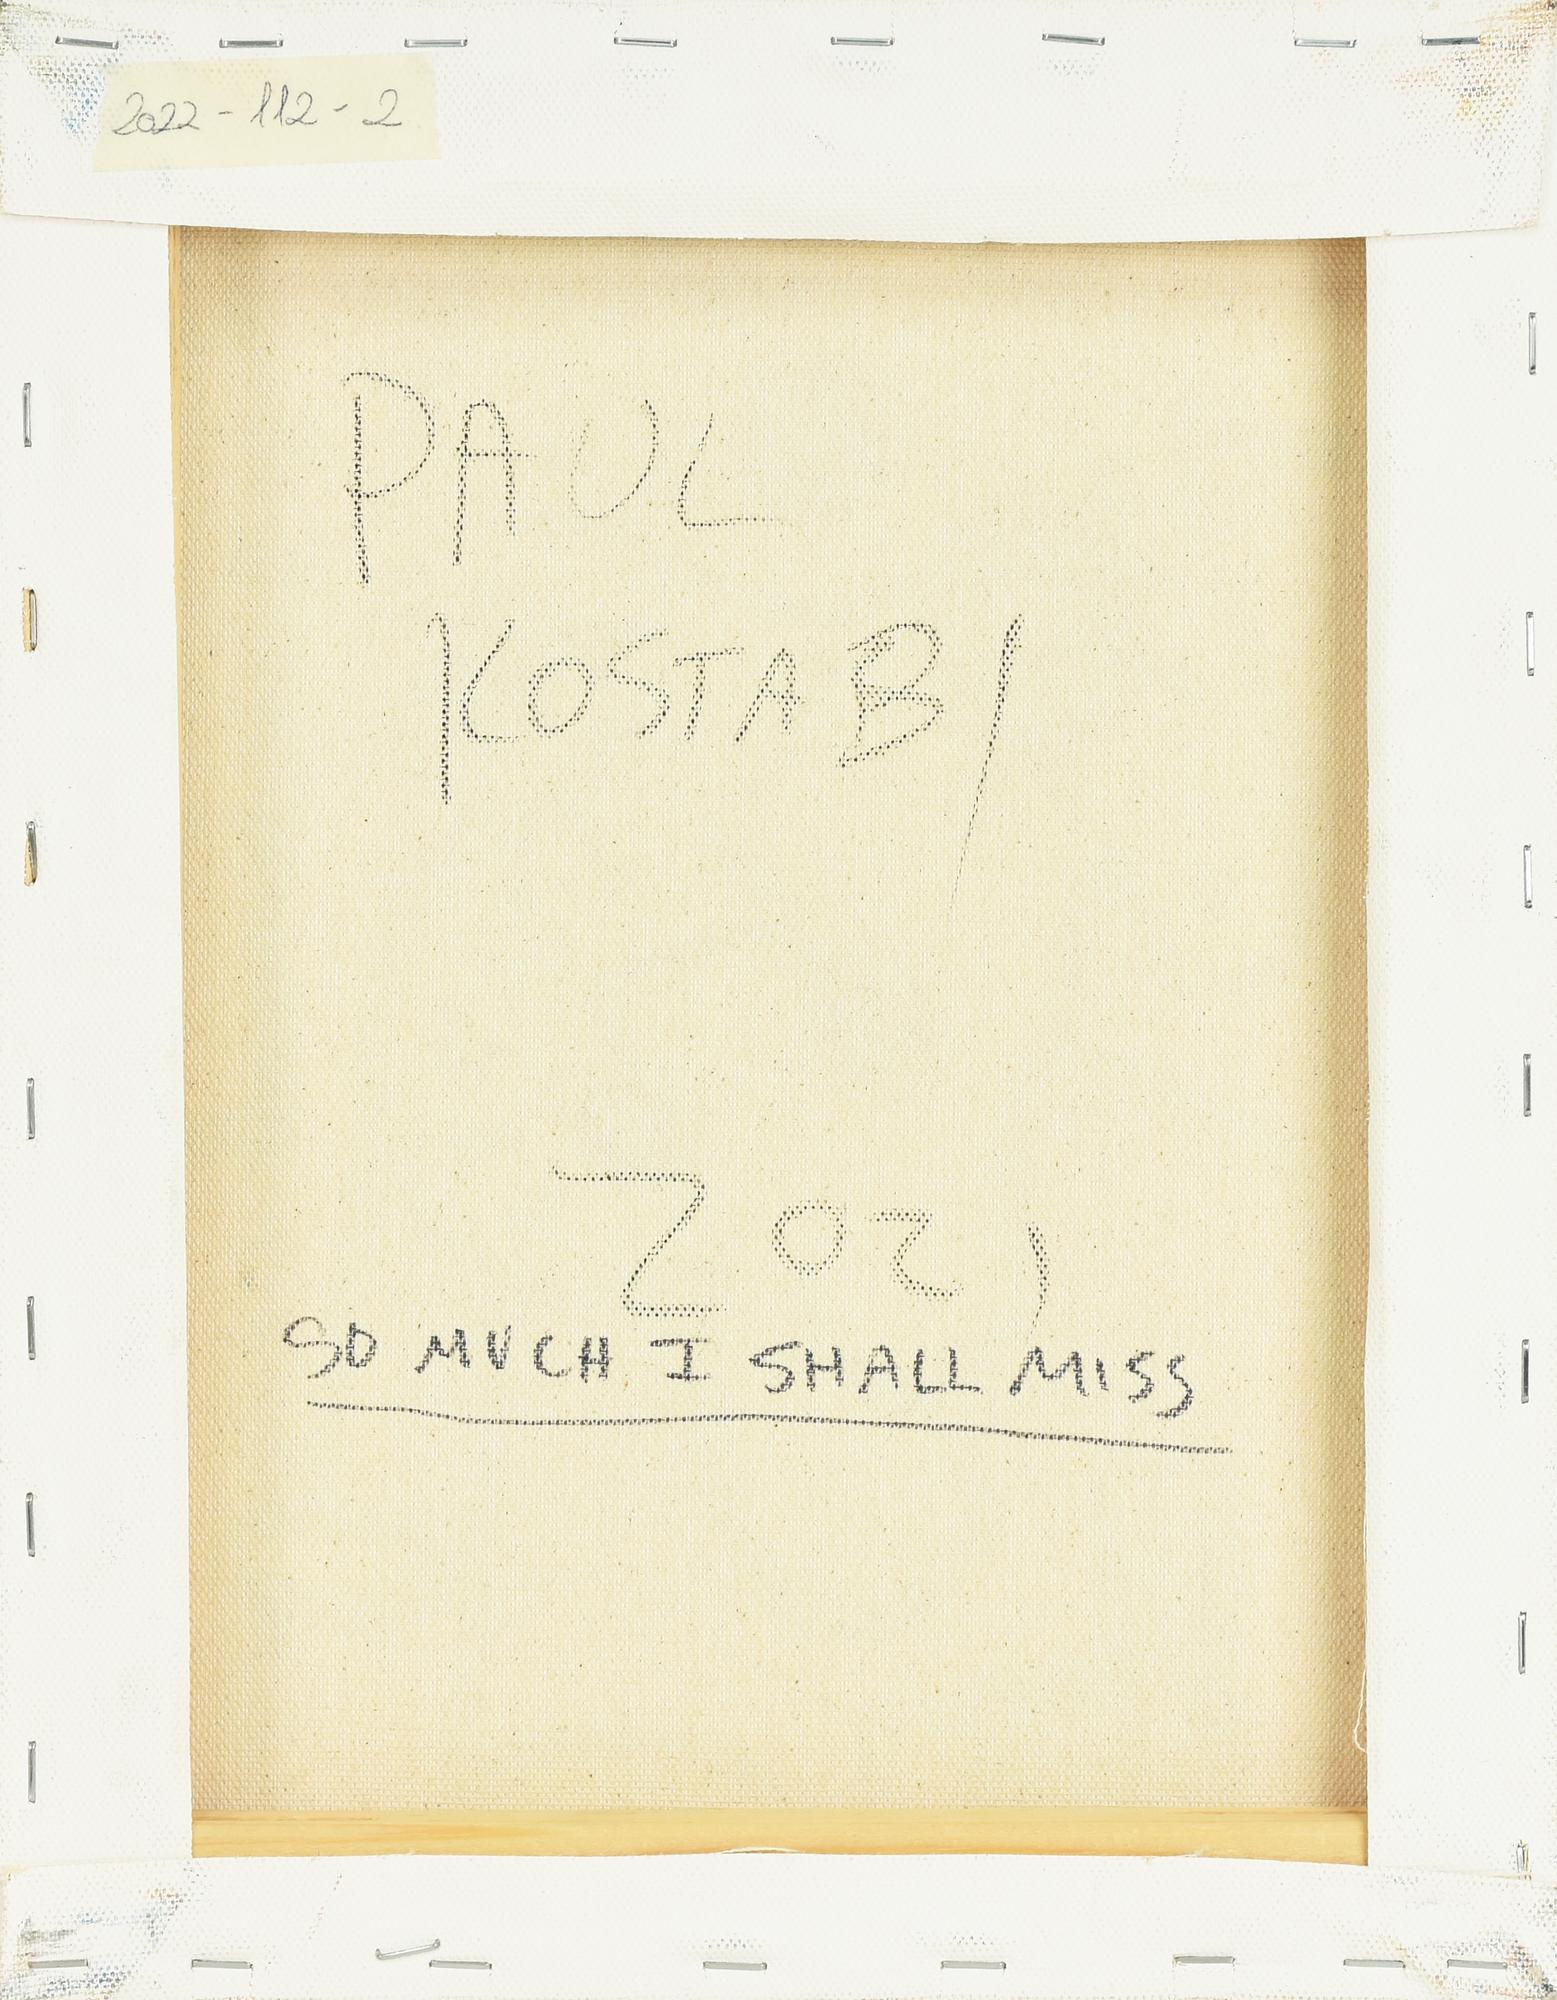 2022-112-2
PAUL
KOSTABI
2021
SO MUCH I SHALL MISS